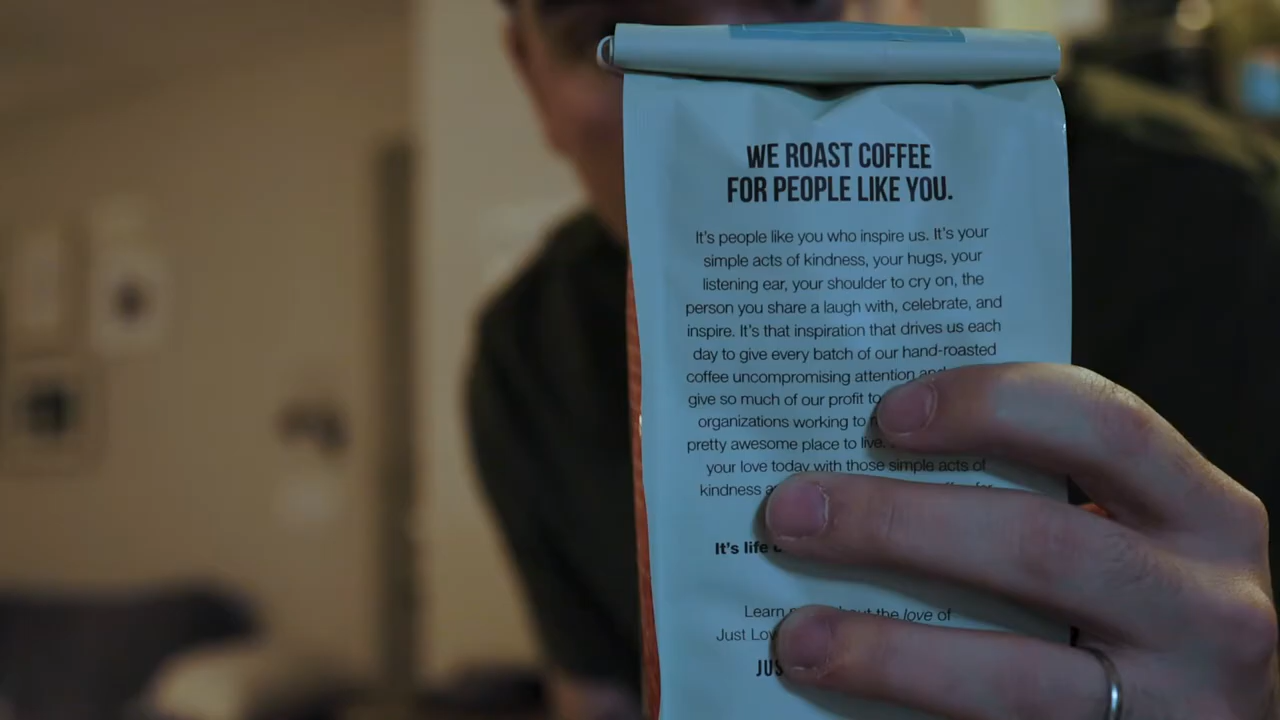 WE ROAST COFFEE
FOR PEOPLE LIKE YOU.
It's people like you who inspire us. It's your
simple acts of kindness, your hugs, your
listening ear, your shoulder to cry on, the
person you share a laugh with, celebrate, and
inspire. It's that inspiration that drives us each
day to give every batch of our hand-roasted
coffee uncompromising attention and
give so much of our profit to
organizations working to
pretty awesome place to live.
your love today with those simple acts of
kindness
It's life
Learn about the love of
Just